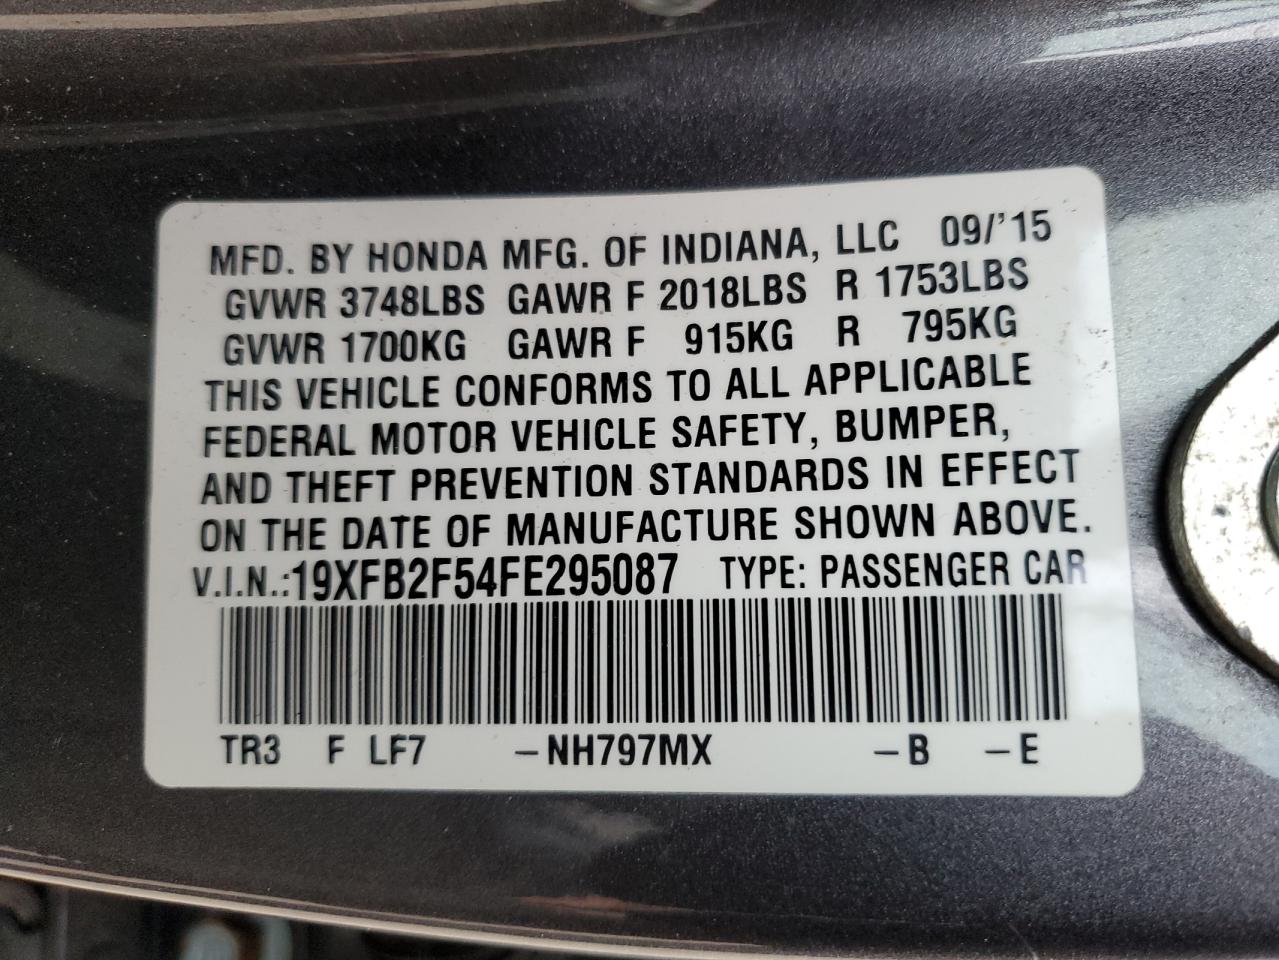 MFD. BY HONDA MFG. OF INDIANA, LLC 09/'15
GVWR 3748LBS GAWR F 2018LBS R 1753LBS
GVWR 1700KG GAWR F 915KG R 795KG
THIS VEHICLE CONFORMS TO ALL APPLICABLE
FEDERAL MOTOR VEHICLE SAFETY, BUMPER,
AND THEFT PREVENTION STANDARDS IN EFFECT
ON THE DATE OF MANUFACTURE SHOWN ABOVE.
V.I.N.:19XFB2F54FE295087 TYPE: PASSENGER CAR
TR3 F LF7 –NH797MX –B –E